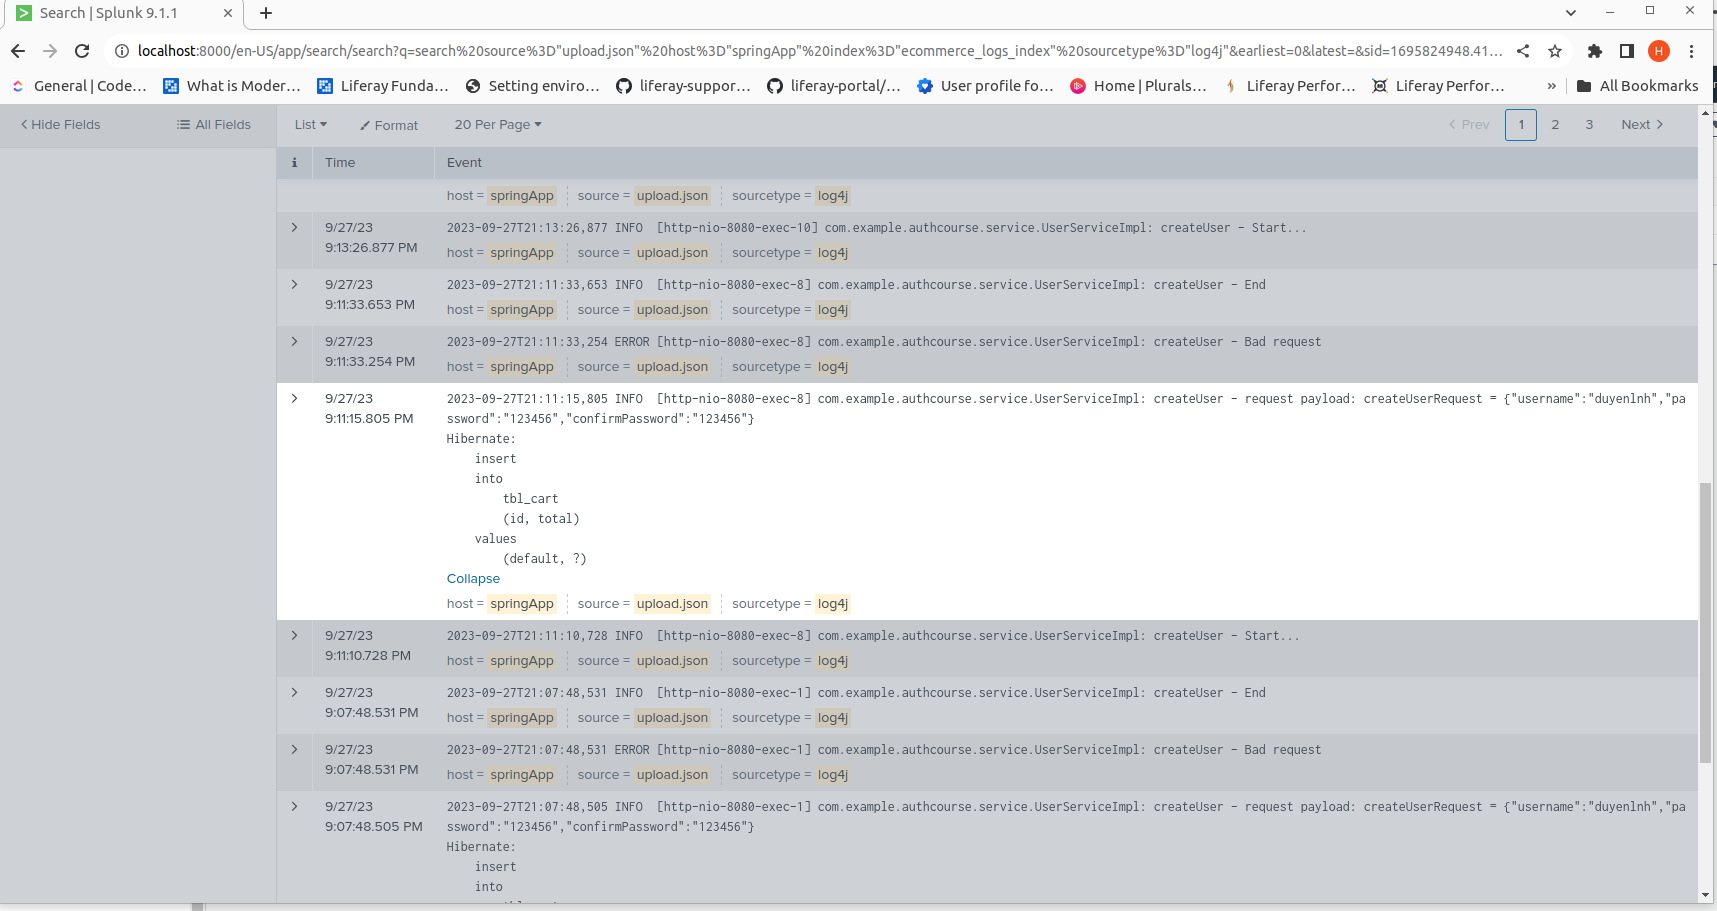 Search | Splunk 9.1.1
localhost:8000/en-US/app/search/search?q=search%20source%3D"upload.json"%20host%3D"springApp"%20index%3D"ecommerce_logs_index"%20sourcetype%3D"log4j"&earliest=0&latest=&sid=1695824948.41...
H
General | Code... What is Moder... Liferay Funda... Setting enviro... liferay-suppor... liferay-portal/... User profile fo... Home | Plurals... Liferay Perfor... Liferay Perfor... » All Bookmarks
Hide Fields All Fields List Format 20 Per Page Prev 1 2 3 Next
i Time Event
host = springApp source = upload.json sourcetype = log4j
9/27/23 2023-09-27T21:13:26,877 INFO [http-nio-8080-exec-10] com.example.authcourse.service.UserServiceImpl: createUser - Start...
9:13:26.877 PM
host = springApp source = upload.json sourcetype = log4j
9/27/23 2023-09-27T21:11:33,653 INFO [http-nio-8080-exec-8] com.example.authcourse.service.UserServiceImpl: createUser - End
9:11:33.653 PM
host = springApp source = upload.json sourcetype = log4j
9/27/23 2023-09-27T21:11:33,254 ERROR [http-nio-8080-exec-8] com.example.authcourse.service.UserServiceImpl: createUser - Bad request
9:11:33.254 PM
host = springApp source = upload.json sourcetype = log4j
9/27/23 2023-09-27T21:11:15,805 INFO [http-nio-8080-exec-8] com.example.authcourse.service.UserServiceImpl: createUser - request payload: createUserRequest = {"username":"duyenlnh","pa
9:11:15.805 PM ssword":"123456","confirmPassword":"123456"}
Hibernate:
insert
into
tbl_cart
(id, total)
values
(default, ?)
Collapse
host = springApp source = upload.json sourcetype = log4j
9/27/23 2023-09-27T21:11:10,728 INFO [http-nio-8080-exec-8] com.example.authcourse.service.UserServiceImpl: createUser - Start...
9:11:10.728 PM
host = springApp source = upload.json sourcetype = log4j
9/27/23 2023-09-27T21:07:48,531 INFO [http-nio-8080-exec-1] com.example.authcourse.service.UserServiceImpl: createUser - End
9:07:48.531 PM
host = springApp source = upload.json sourcetype = log4j
9/27/23 2023-09-27T21:07:48,531 ERROR [http-nio-8080-exec-1] com.example.authcourse.service.UserServiceImpl: createUser - Bad request
9:07:48.531 PM
host = springApp source = upload.json sourcetype = log4j
9/27/23 2023-09-27T21:07:48,505 INFO [http-nio-8080-exec-1] com.example.authcourse.service.UserServiceImpl: createUser - request payload: createUserRequest = {"username":"duyenlnh","pa
9:07:48.505 PM ssword":"123456","confirmPassword":"123456"}
Hibernate:
insert
into